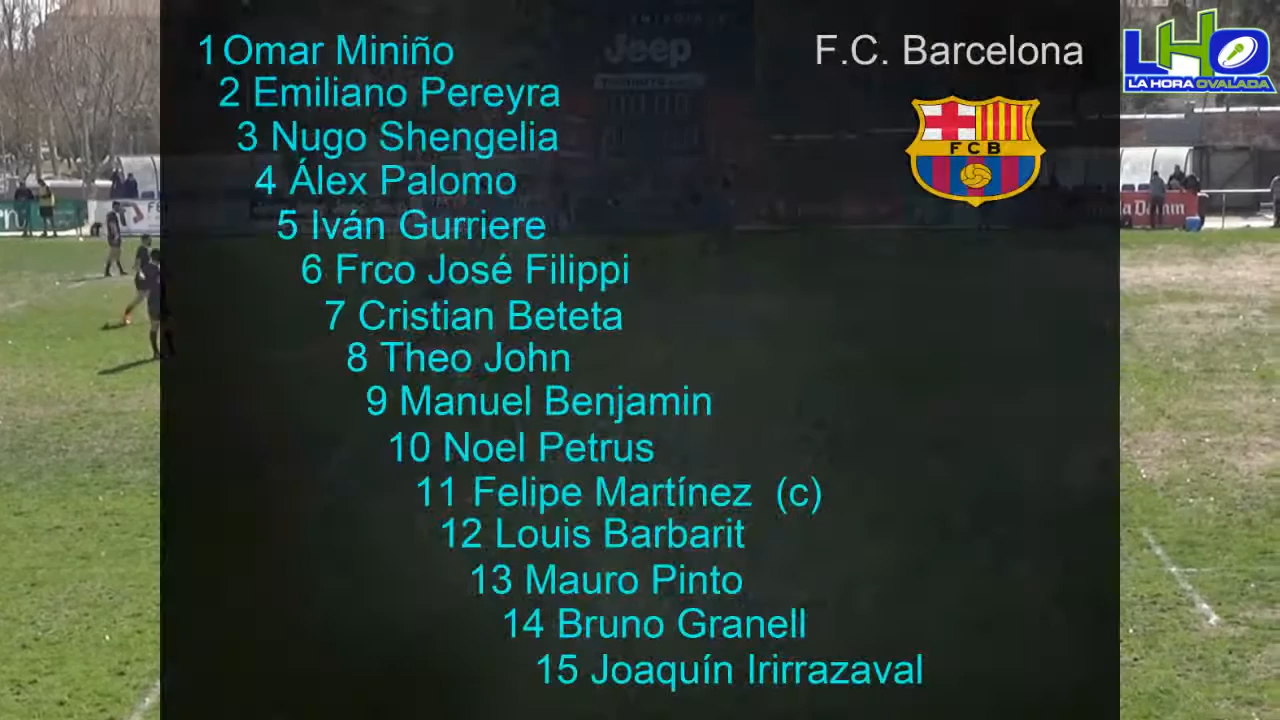 F.C. Barcelona
FCB
LHO
LA HORA OVALADA
1 Omar Miniño
2 Emiliano Pereyra
3 Nugo Shengelia
4 Álex Palomo
5 Iván Gurriere
6 Frco José Filippi
7 Cristian Beteta
8 Theo John
9 Manuel Benjamin
10 Noel Petrus
11 Felipe Martínez (c)
12 Louis Barbarit
13 Mauro Pinto
14 Bruno Granell
15 Joaquín Irirrazaval
Jeep